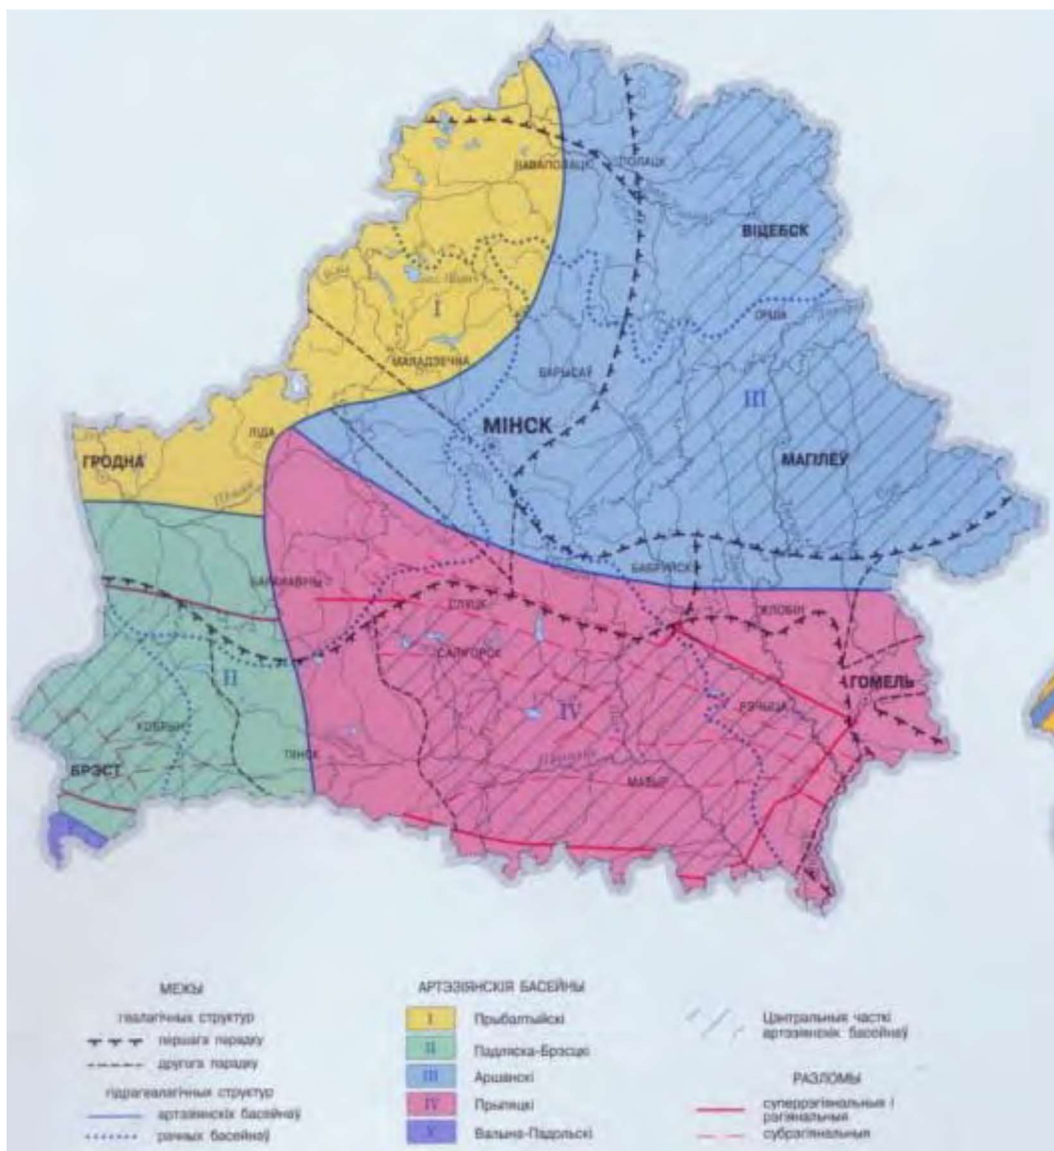 НАВАПОЛАЦК
ПОЛАЦК
ВІЦЕБСК
I
ОРША
МАЛАДЗЕЧНА
БАРЫСАЎ
III
МІНСК
ЛІДА
ГРОДНА
МАГІЛЕЎ
БАБРУЙСК
БАРАНАВІЧЫ
СЛУЦК
ЖЛОБІН
САЛІГОРСК
II
ГОМЕЛЬ
IV
РЭЧЫЦА
КОБРЫН
ПІНСК
БРЭСТ
МАЗЫР
МЕЖЫ
геалагічных структур
першага парадку
другога парадку
гідрагеалагічных структур
артэзіянскіх басейнаў
рачных басейнаў
АРТЭЗІЯНСКІЯ БАСЕЙНЫ
I Прыбалтыйскі
II Падляска-Брэсцкі
III Аршанскі
IV Прыпяцкі
V Валына-Падольскі
Цэнтральных часткі
артэзіянскіх басейнаў
РАЗЛОМЫ
суперрэгіянальныя і
рэгіянальныя
субрэгіянальныя